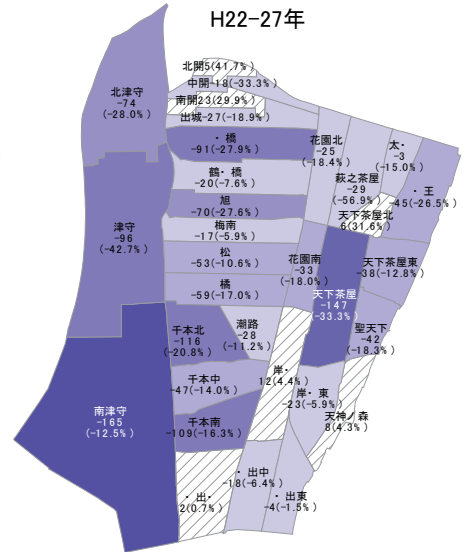 H22-27年
北開5(41.7%)
中開-18(-33.3%)
南開23(29.9%)
出城-27(-18.9%)
北津守
-74
(-28.0%)
・橋
-91(-27.9%)
花園北
-25
(-18.4%)
太・
-3
(-15.0%)
鶴・橋
-20(-7.6%)
萩之茶屋
-29
(-56.9%)
・王
-45(-26.5%)
旭
-70(-27.6%)
天下茶屋北
6(31.6%)
梅南
-17(-5.9%)
津守
-96
(-42.7%)
松
-53(-10.6%)
花園南
-33
(-18.0%)
天下茶屋東
-38(-12.8%)
橘
-59(-17.0%)
天下茶屋
-147
(-33.3%)
千本北
-116
(-20.8%)
潮路
-28
(-11.2%)
聖天下・
-42
(-18.3%)
千本中
-47(-14.0%)
岸・
12(4.4%)
岸・東
-23(-5.9%)
南津守
-165
(-12.5%)
千本南
-109(-16.3%)
天神ノ森
8(4.3%)
・出・
2(0.7%)
・出中
-18(-6.4%)
・出東
-4(-1.5%)